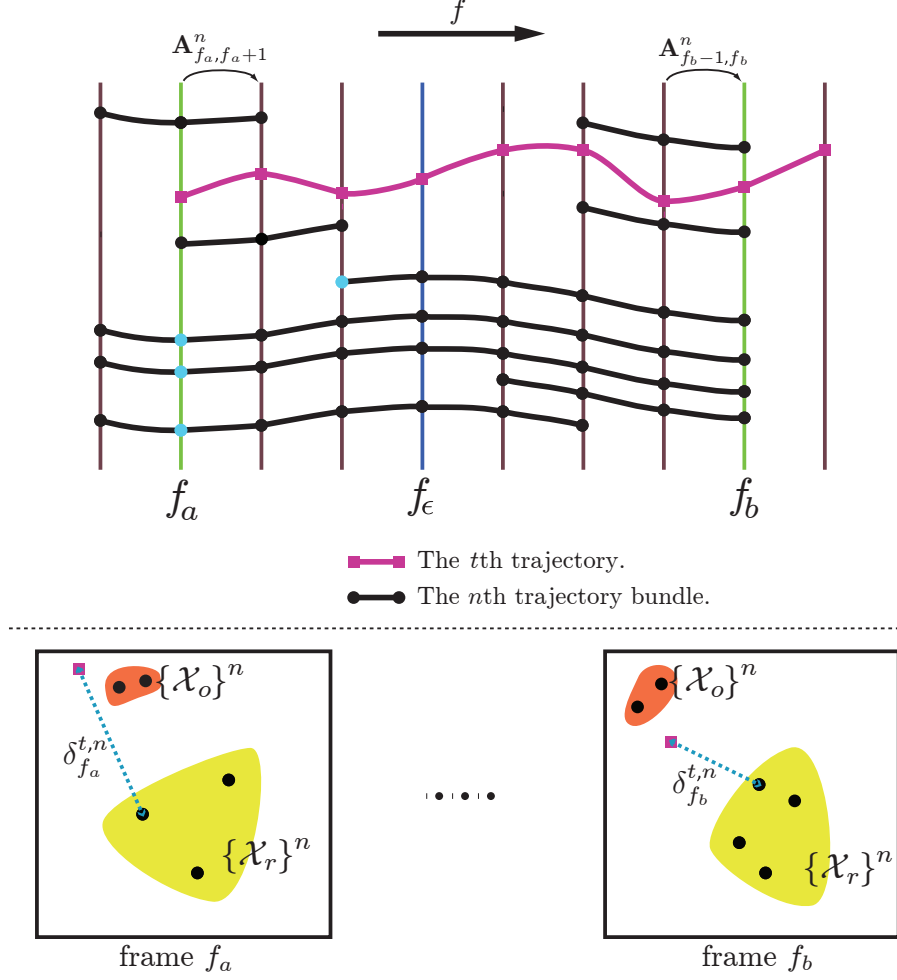 f
A^n_{f_a,f_a+1}
A^n_{f_b−1,f_b}
f_a
f_ϵ
f_b
The tth trajectory.
The nth trajectory bundle.
{𝒳_o}^n
{𝒳_o}^n
δ^{t,n}_{f_a}
δ^{t,n}_{f_b}
{𝒳_r}^n
{𝒳_r}^n
frame f_a
frame f_b